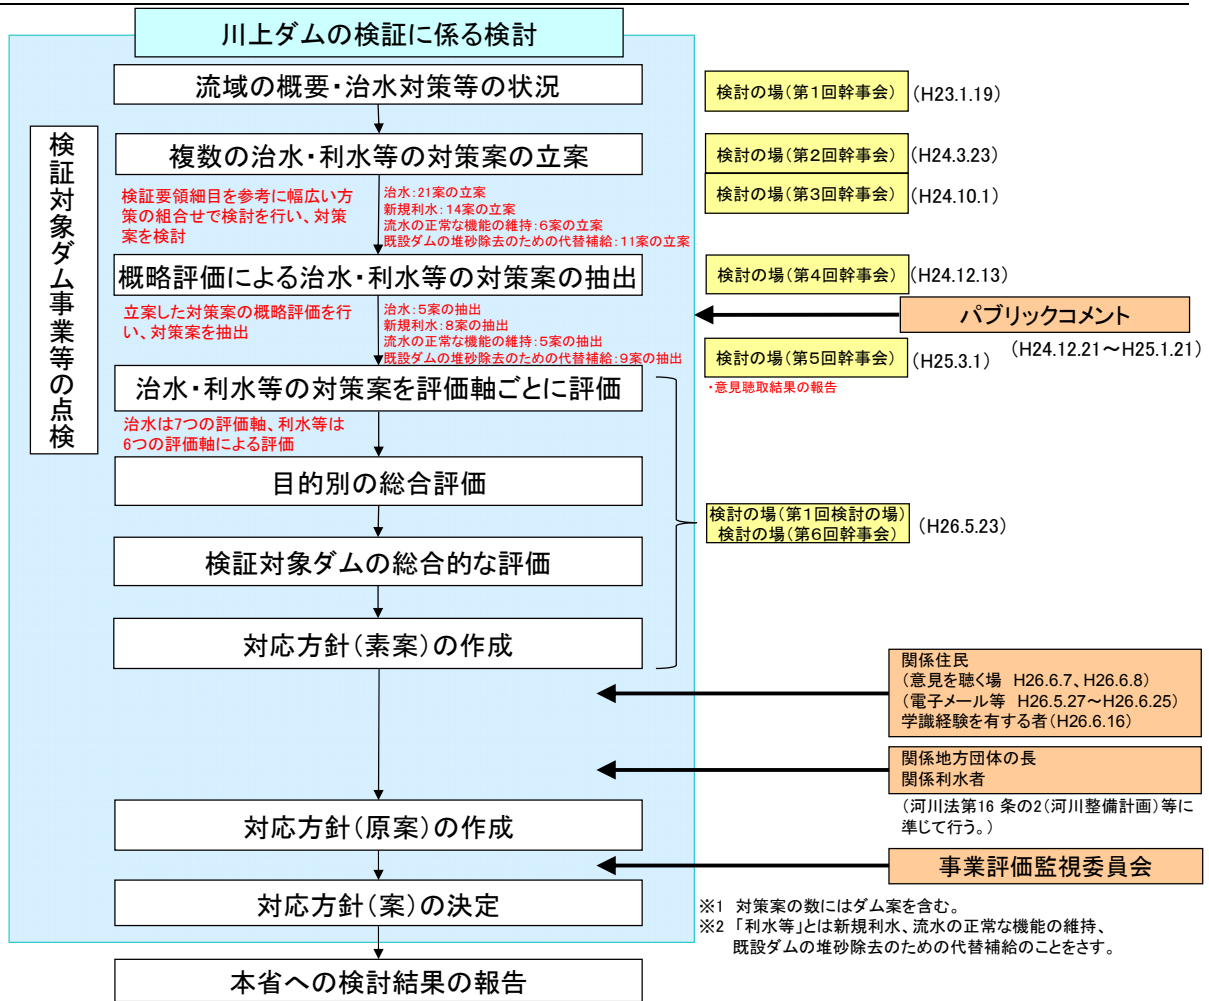 川上ダムの検証に係る検討
流域の概要・治水対策等の状況
検討の場(第1回幹事会)
(H23.1.19)
検証対象ダム事業等の点検
複数の治水・利水等の対策案の立案
検討の場(第2回幹事会)
(H24.3.23)
検討の場(第3回幹事会)
(H24.10.1)
検証要領細目を参考に幅広い方
策の組合せで検討を行い、対策
案を検討
治水:21案の立案
新規利水:14案の立案
流水の正常な機能の維持:6案の立案
既設ダムの堆砂除去のための代替補給:11案の立案
概略評価による治水・利水等の対策案の抽出
検討の場(第4回幹事会)
(H24.12.13)
立案した対策案の概略評価を行
い、対策案を抽出
治水:5案の抽出
新規利水:8案の抽出
流水の正常な機能の維持:5案の抽出
既設ダムの堆砂除去のための代替補給:9案の抽出
パブリックコメント
(H24.12.21~H25.1.21)
検討の場(第5回幹事会)
(H25.3.1)
・意見聴取結果の報告
治水・利水等の対策案を評価軸ごとに評価
治水は7つの評価軸、利水等は
6つの評価軸による評価
目的別の総合評価
検討の場(第1回検討の場)
検討の場(第6回幹事会)
(H26.5.23)
検証対象ダムの総合的な評価
対応方針(素案)の作成
関係住民
(意見を聴く場 H26.6.7、H26.6.8)
(電子メール等 H26.5.27~H26.6.25)
学識経験を有する者(H26.6.16)
関係地方団体の長
関係利水者
(河川法第16 条の2(河川整備計画)等に
準じて行う。)
対応方針(原案)の作成
事業評価監視委員会
対応方針(案)の決定
※1 対策案の数にはダム案を含む。
※2 「利水等」とは新規利水、流水の正常な機能の維持、
既設ダムの堆砂除去のための代替補給のことをさす。
本省への検討結果の報告